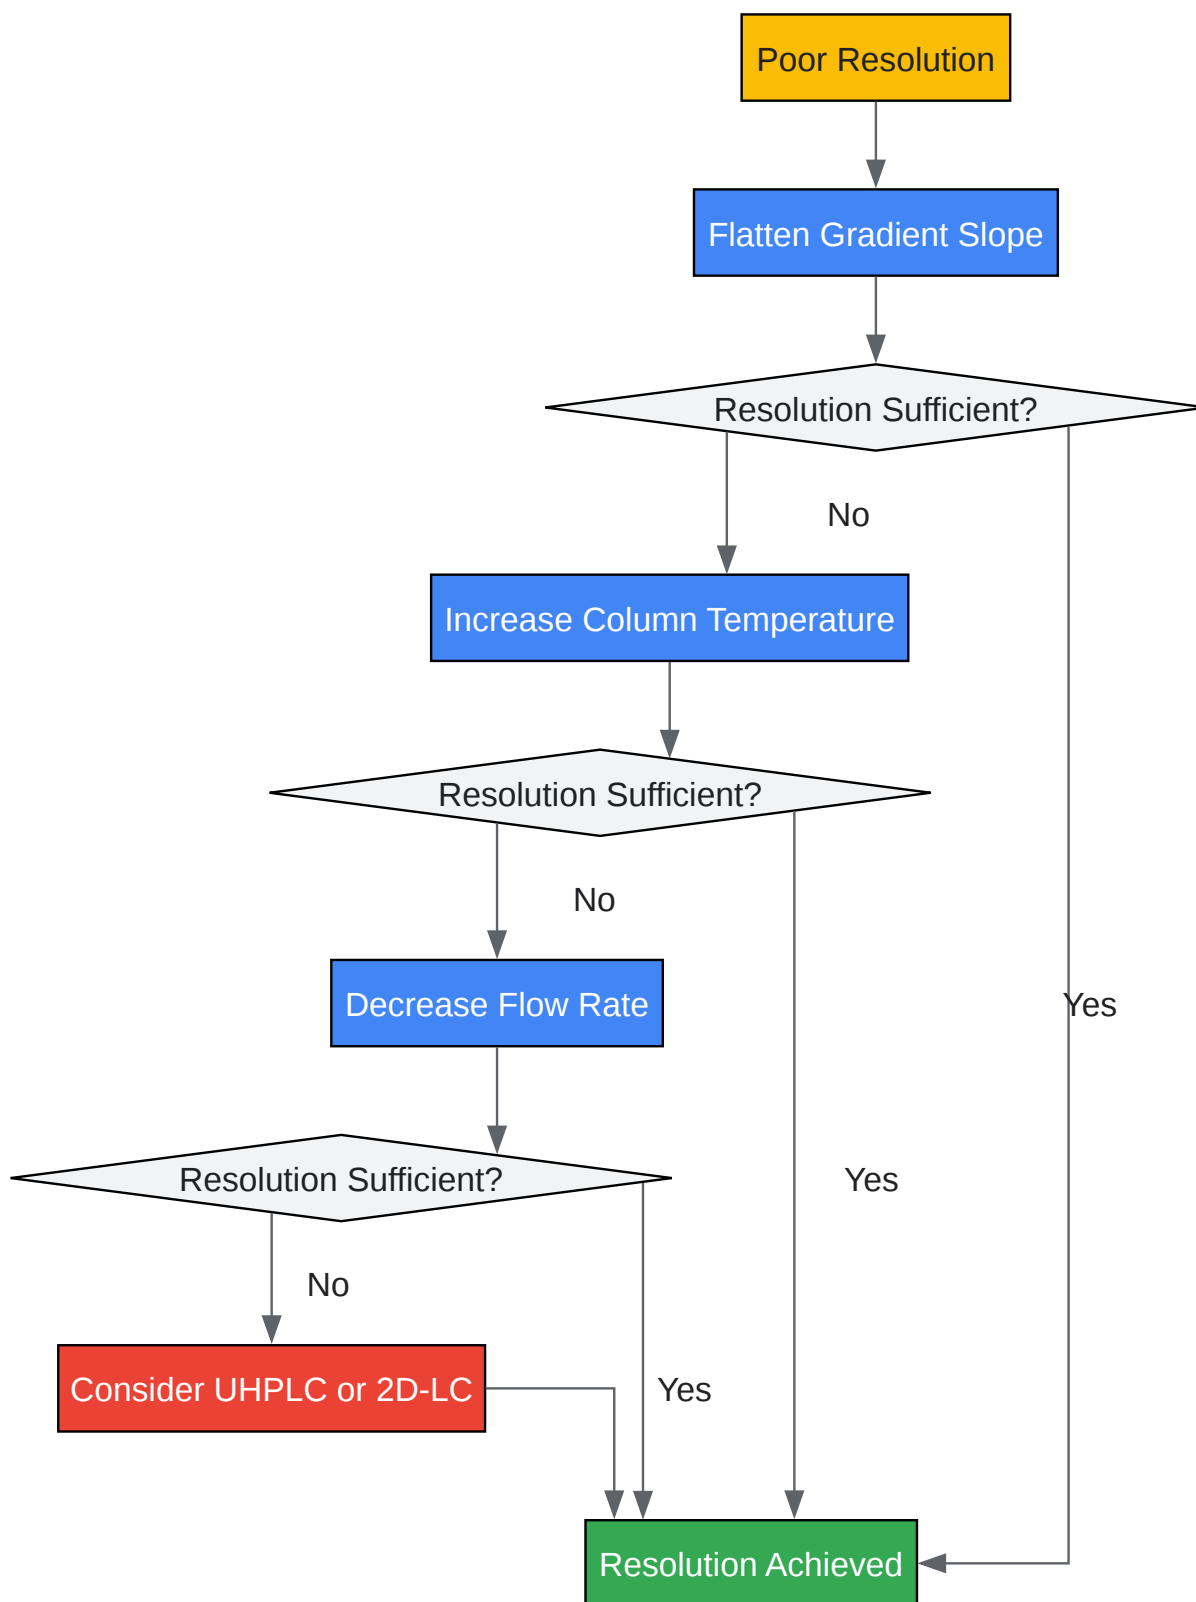 Poor Resolution
Flatten Gradient Slope
Resolution Sufficient?
No
Increase Column Temperature
Resolution Sufficient?
No
Decrease Flow Rate
Yes
Resolution Sufficient?
Yes
No
Consider UHPLC or 2D-LC
Yes
Resolution Achieved